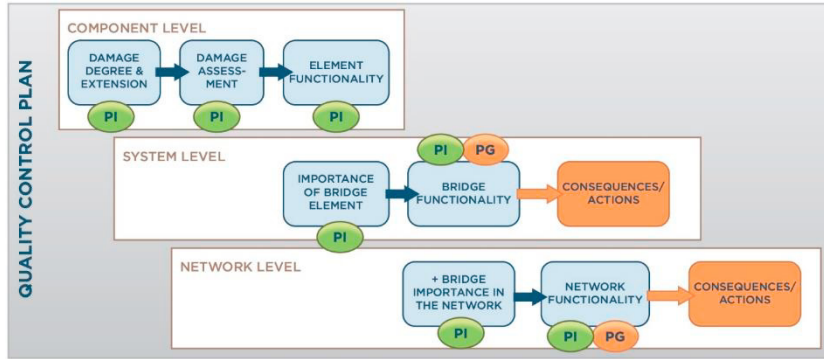 QUALITY CONTROL PLAN
COMPONENT LEVEL
DAMAGE
DEGREE &
EXTENSION
PI
DAMAGE
ASSESS-
MENT
PI
ELEMENT
FUNCTIONALITY
PI
SYSTEM LEVEL
IMPORTANCE
OF BRIDGE
ELEMENT
PI
PI
PG
BRIDGE
FUNCTIONALITY
CONSEQUENCES/
ACTIONS
NETWORK LEVEL
+ BRIDGE
IMPORTANCE IN
THE NETWORK
PI
NETWORK
FUNCTIONALITY
PI
PG
CONSEQUENCES/
ACTIONS